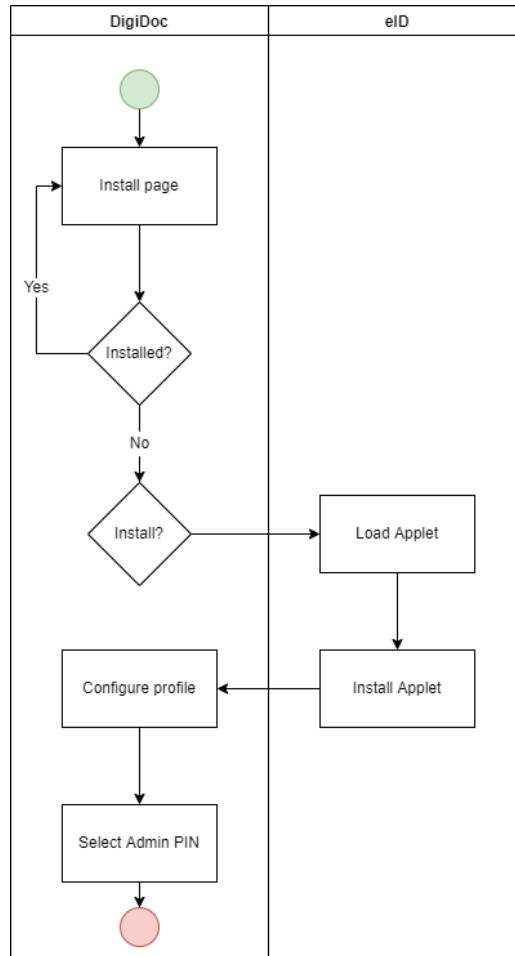 DigiDoc
eID
Install page
Yes
Installed?
No
Install?
Load Applet
Configure profile
Install Applet
Select Admin PIN